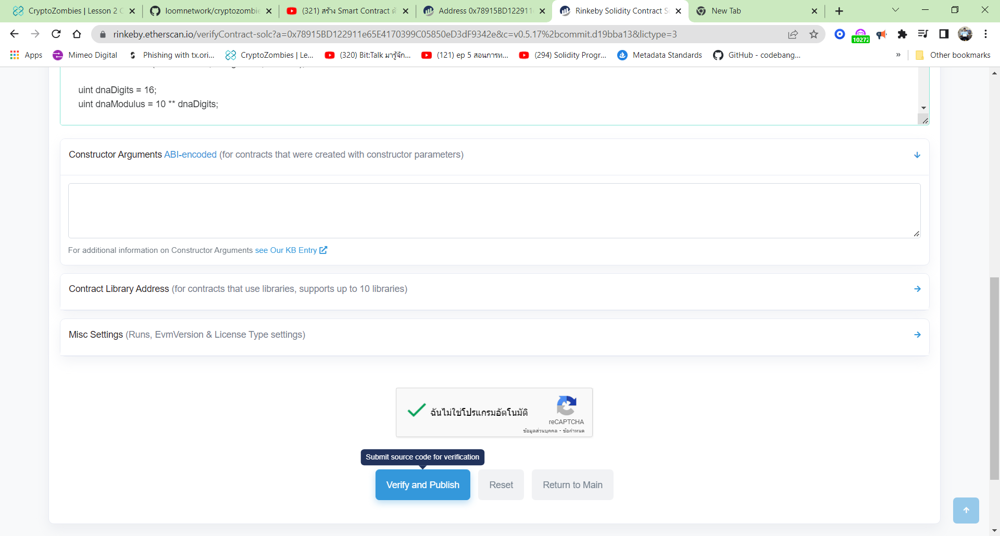 CryptoZombies | Lesson 2
loomnetwork/cryptozombie
(321) สร้าง Smart Contract
Address 0x78915BD122911
Rinkeby Solidity Contract
New Tab
rinkeby.etherscan.io/verifyContract-solc?a=0x78915BD122911e65E4170399C05850eD3dF9342e&c=v0.5.17%2bcommit.d19bba13&lictype=3
10272
Apps
Mimeo Digital
Phishing with tx.ori...
CryptoZombies | Le...
(320) Bit:Talk มารู้จัก...
(121) ep 5 สอนการท...
(294) Solidity Progr...
Metadata Standards
GitHub - codebang...
»
Other bookmarks
uint dnaDigits = 16;
uint dnaModulus = 10 ** dnaDigits;
Constructor Arguments ABI-encoded (for contracts that were created with constructor parameters)
For additional information on Constructor Arguments see Our KB Entry
Contract Library Address (for contracts that use libraries, supports up to 10 libraries)
Misc Settings (Runs, EvmVersion & License Type settings)
ฉันไม่ใช่โปรแกรมอัตโนมัติ
reCAPTCHA
ข้อมูลส่วนบุคคล - ข้อกำหนด
Submit source code for verification
Verify and Publish
Reset
Return to Main